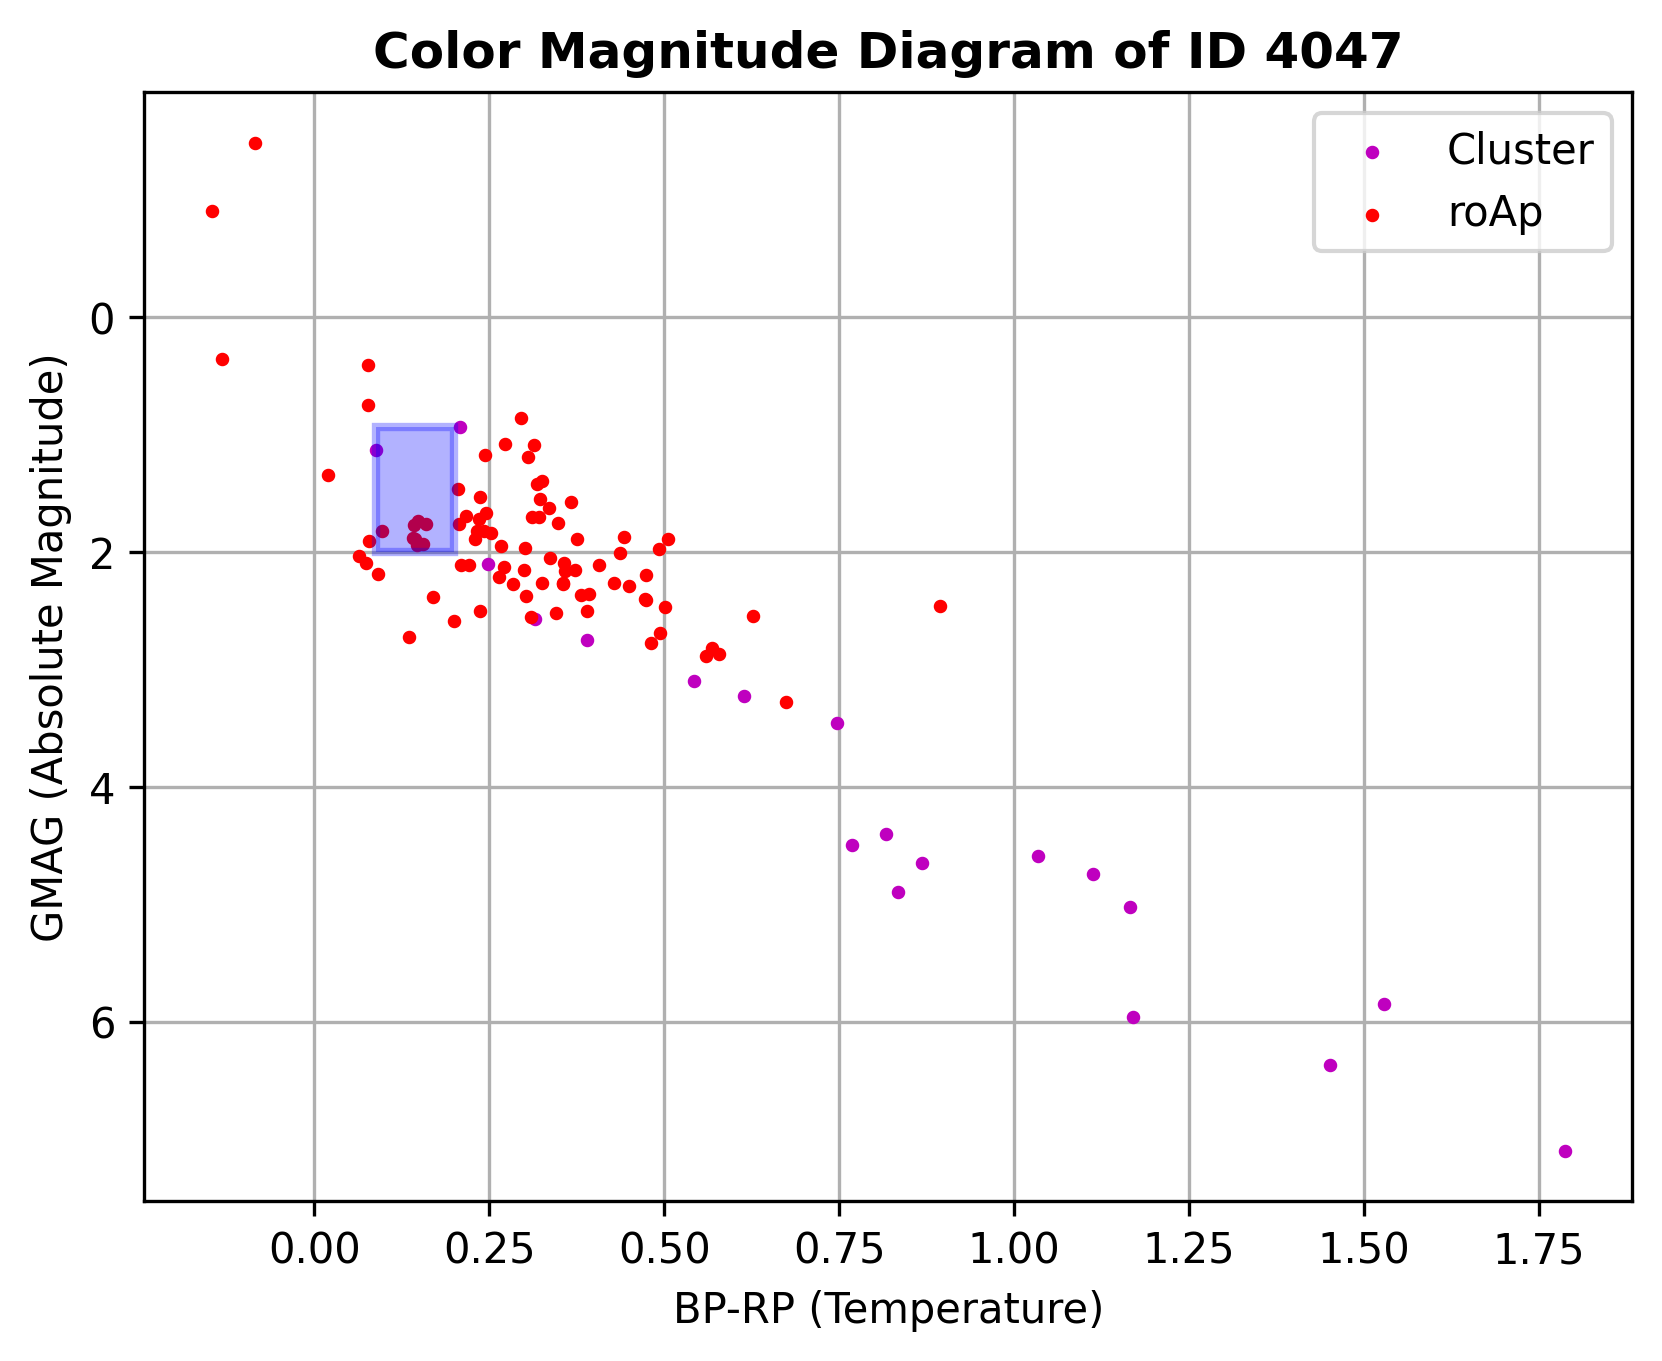 Color Magnitude Diagram of ID 4047
Cluster
roAp
GMAG (Absolute Magnitude)
0
2
4
6
0.00 0.25 0.50 0.75 1.00 1.25 1.50 1.75
BP-RP (Temperature)